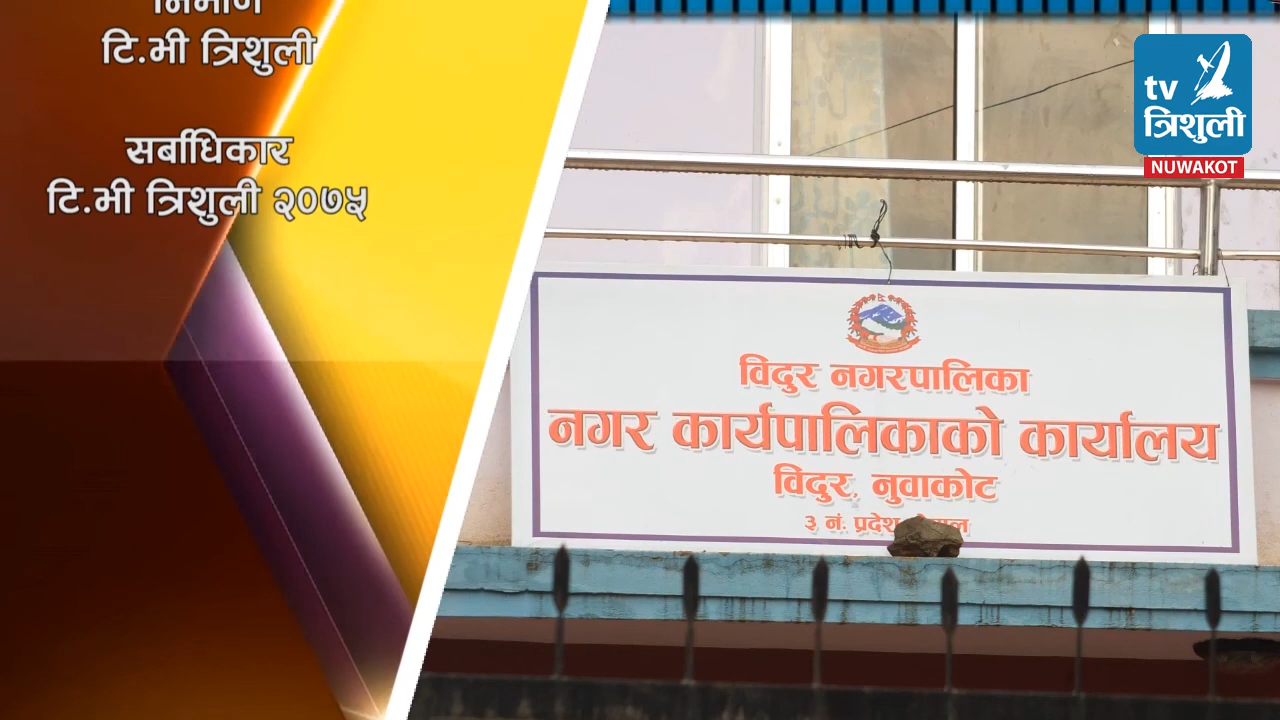 निर्माण
टि.भी त्रिशुली
सर्बाधिकार
टि.भी त्रिशुली २०७५
tv
त्रिशुली
NUWAKOT
विदुर नगरपालिका
नगर कार्यपालिकाको कार्यालय
विदुर, नुवाकोट
३ नं. प्रदेश